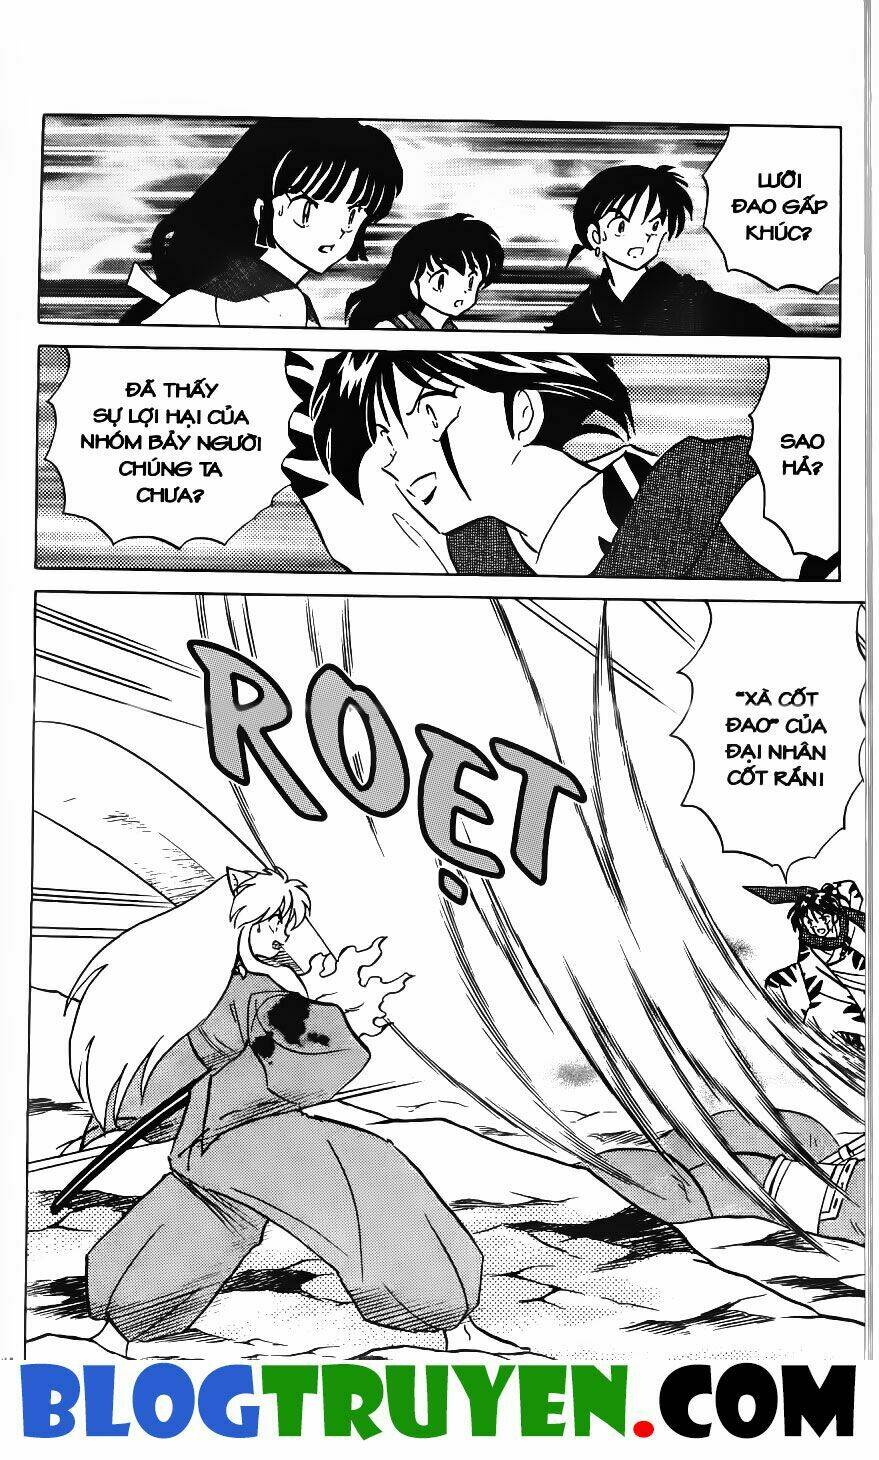 LƯỠI
ĐAO GẤP
KHÚC?
ĐÃ THẤY
SỰ LỢI HẠI CỦA
NHÓM BẢY NGƯỜI
CHÚNG TA
CHƯA?
SAO
HẢ?
"XÀ CỐT
ĐAO" CỦA
ĐẠI NHÂN
CỐT RẮN!
ROẸT
BLOGTRUYEN.COM